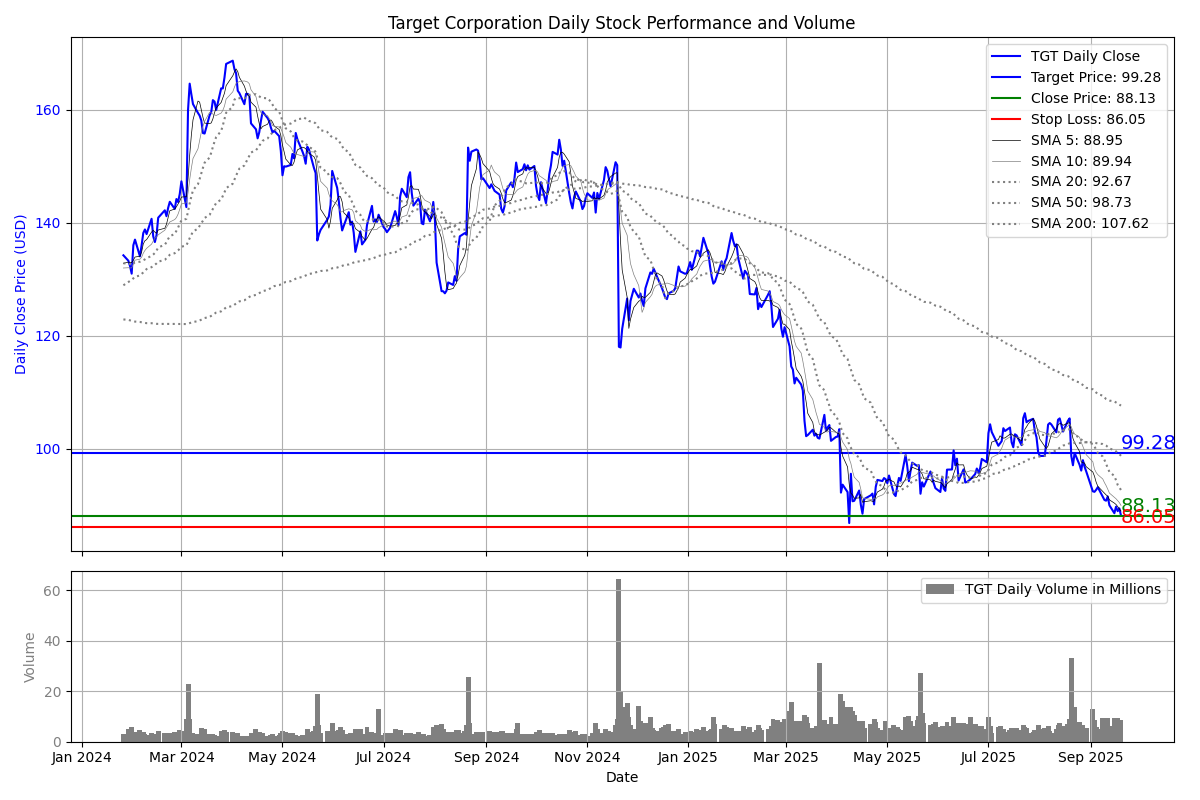 Target Corporation Daily Stock Performance and Volume
Daily Close Price (USD)
160
140
120
100
TGT Daily Close
Target Price: 99.28
Close Price: 88.13
Stop Loss: 86.05
SMA 5: 88.95
SMA 10: 89.94
SMA 20: 92.67
SMA 50: 98.73
SMA 200: 107.62
99.28
88.13
86.05
Volume
60
40
20
0
TGT Daily Volume in Millions
Jan 2024 Mar 2024 May 2024 Jul 2024 Sep 2024 Nov 2024 Jan 2025 Mar 2025 May 2025 Jul 2025 Sep 2025
Date